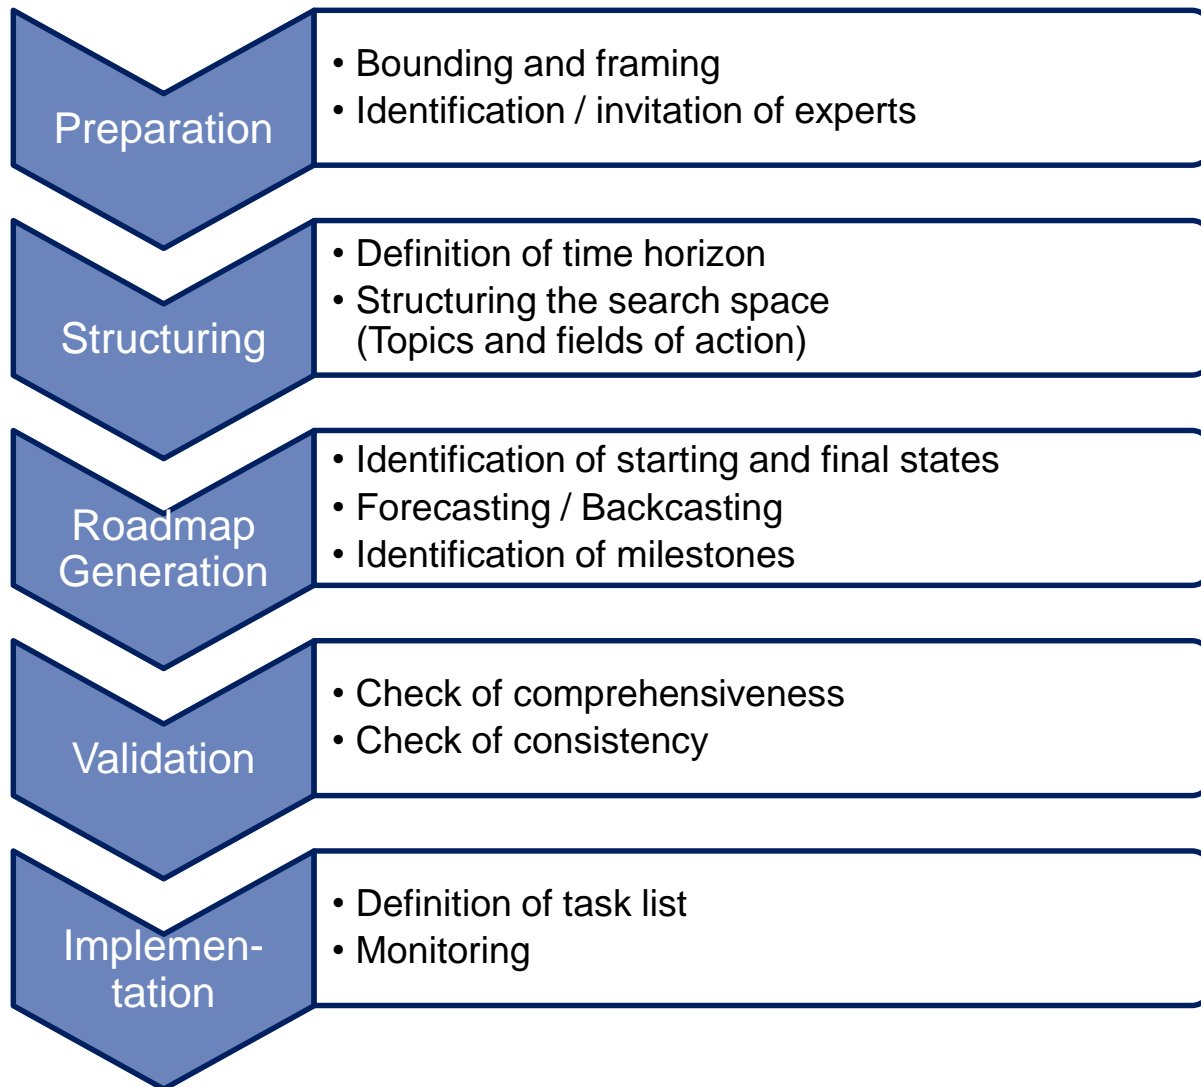 Preparation
• Bounding and framing
• Identification / invitation of experts
Structuring
• Definition of time horizon
• Structuring the search space
(Topics and fields of action)
Roadmap
Generation
• Identification of starting and final states
• Forecasting / Backcasting
• Identification of milestones
Validation
• Check of comprehensiveness
• Check of consistency
Implemen-
tation
• Definition of task list
• Monitoring